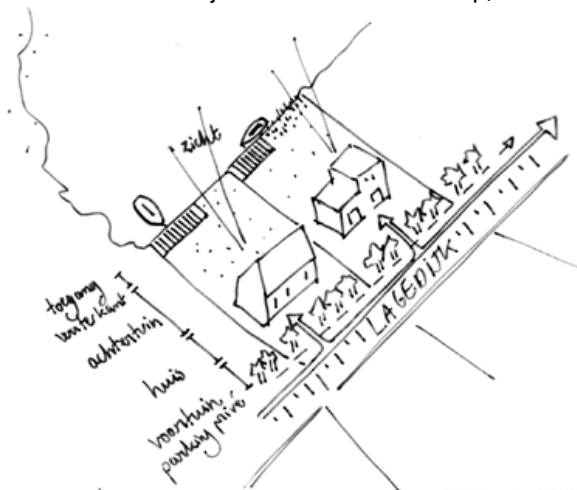 zicht
toegang
waterkant
achtertuin
huis
voortuin
parking privé
LAGEDIJK